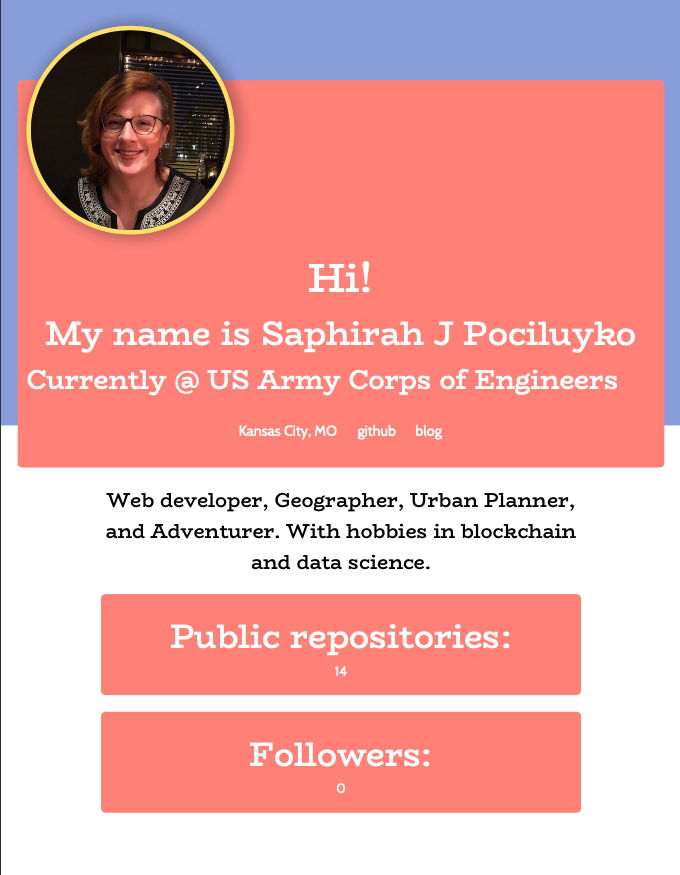 Hi!
My name is Saphirah J Pociluyko
Currently @ US Army Corps of Engineers
Kansas City, MO github blog
Web developer, Geographer, Urban Planner,
and Adventurer. With hobbies in blockchain
and data science.
Public repositories:
14
Followers:
0